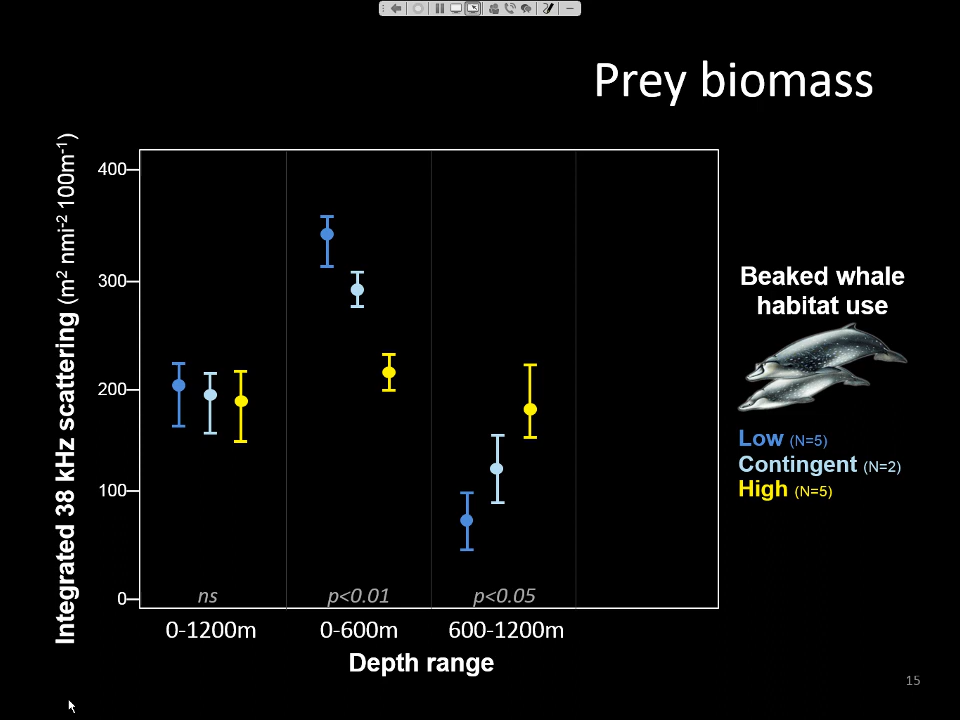 Prey biomass
Integrated 38 kHz scattering (m² nmi⁻² 100m⁻¹)
400
300
200
100
0
ns
p<0.01
p<0.05
0-1200m
0-600m
600-1200m
Depth range
Beaked whale
habitat use
Low (N=5)
Contingent (N=2)
High (N=5)
15